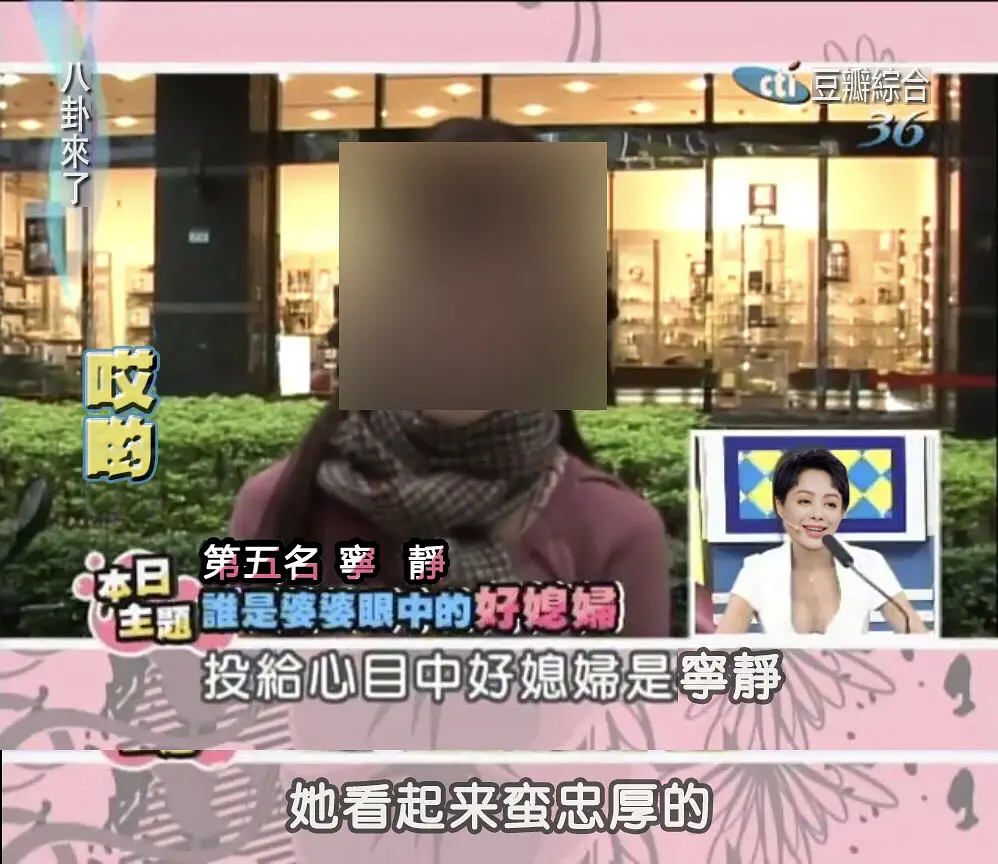 八卦來了
cti 豆瓣綜合
36
哎喲
第五名 寧 靜
本日主題
誰是婆婆眼中的好媳婦
投給心目中好媳婦是寧靜
她看起来蛮忠厚的